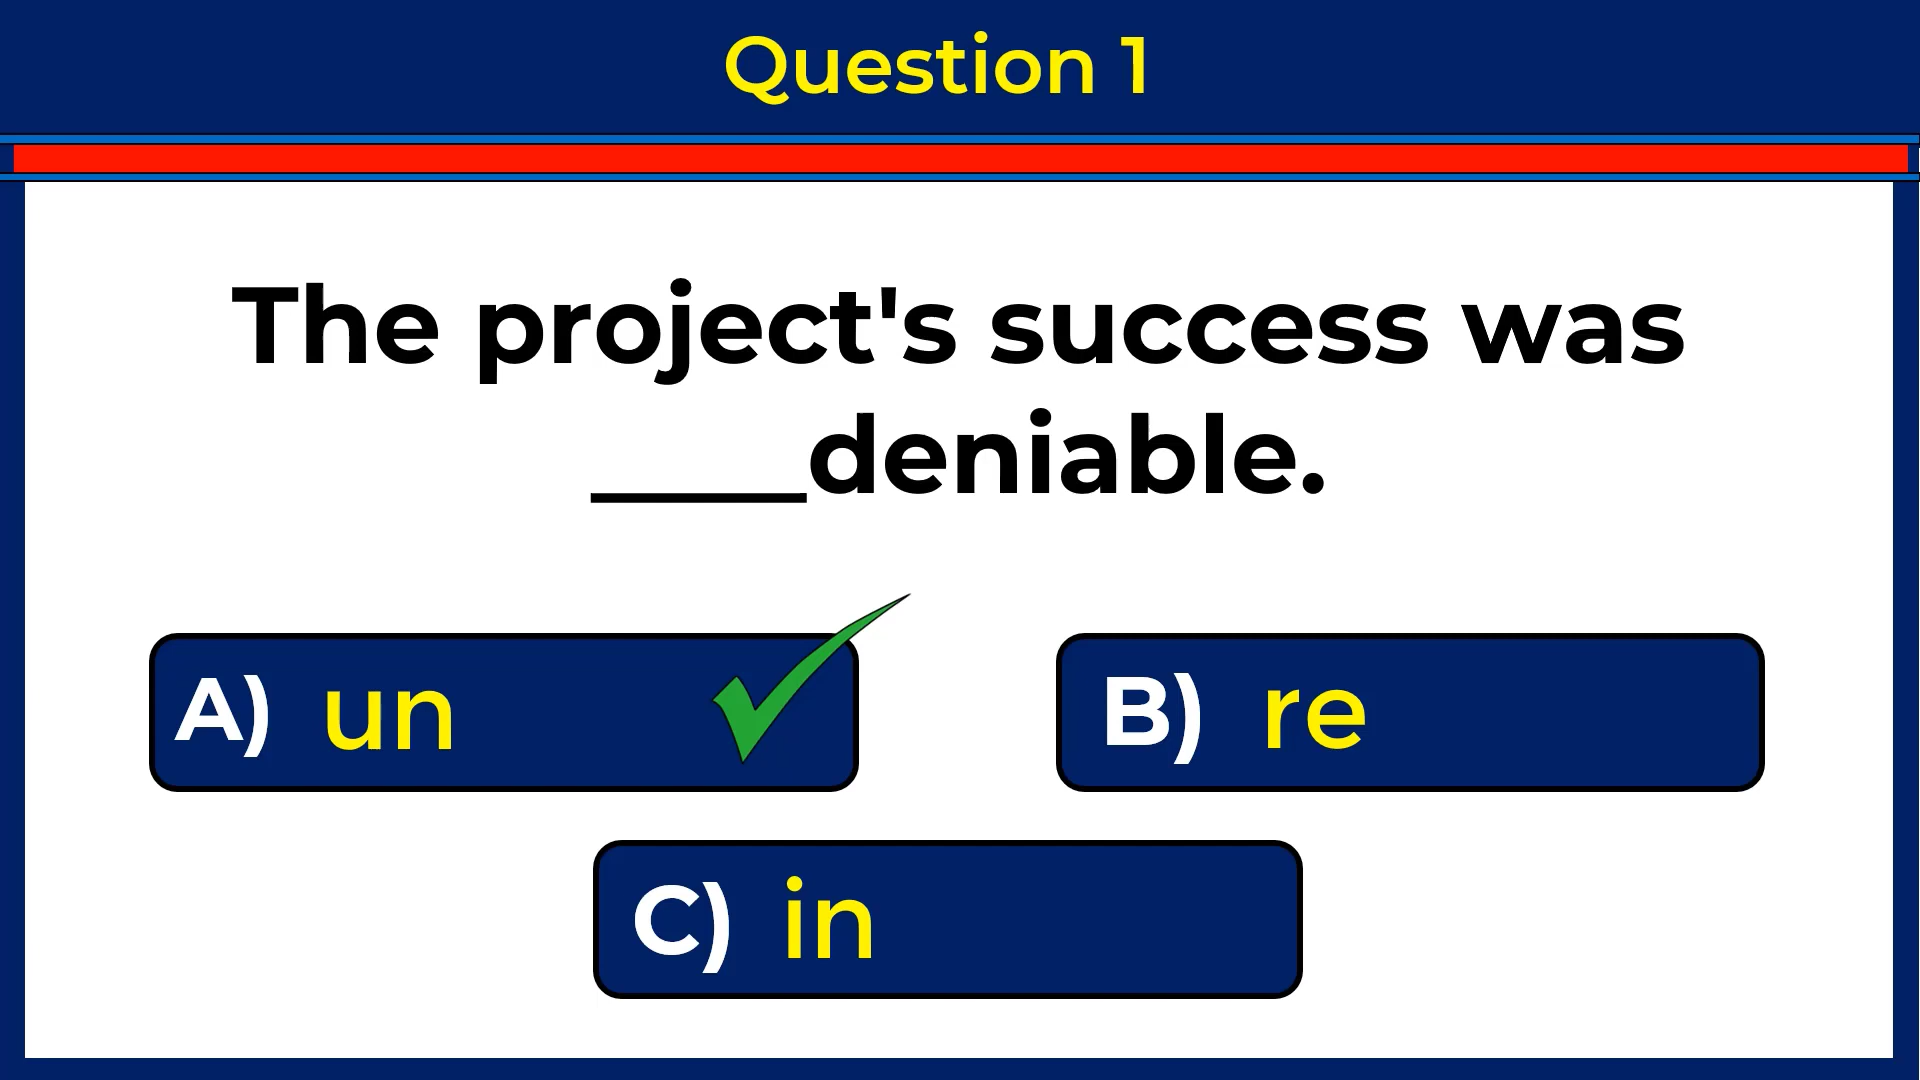 Question 1
The project's success was
____deniable.
A) un
B) re
C) in